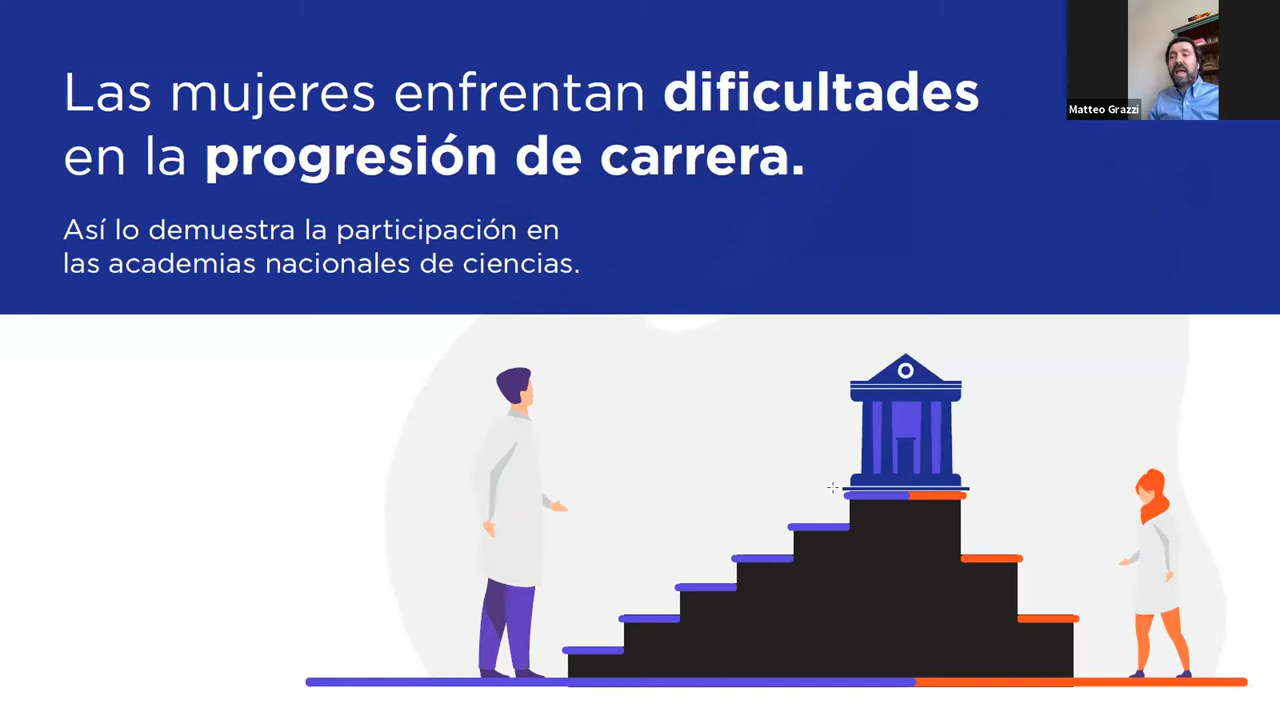 Las mujeres enfrentan dificultades
en la progresión de carrera.
Así lo demuestra la participación en
las academias nacionales de ciencias.
Matteo Grazzi